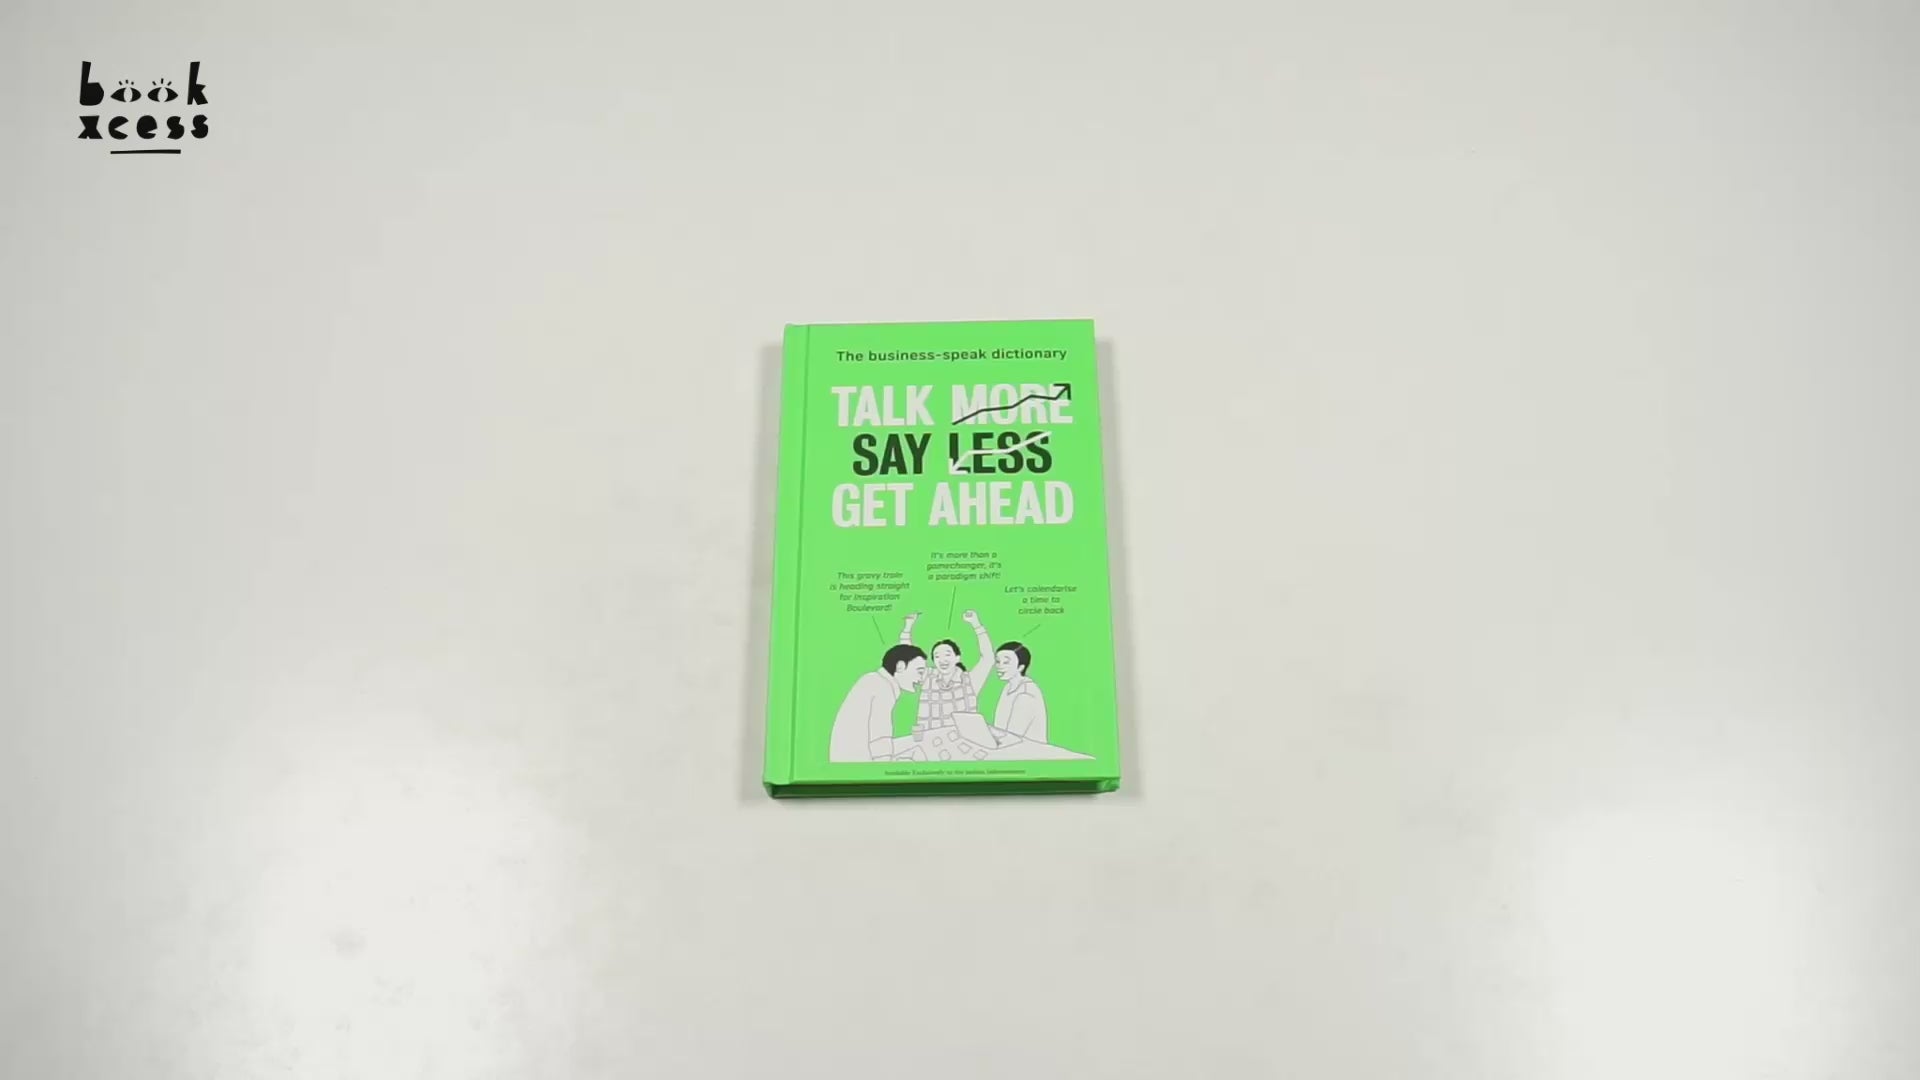 book
xcess
The business-speak dictionary
TALK MORE
SAY LESS
GET AHEAD
It's more than a
gamechanger, it's
a paradigm shift!
This gravy train
is heading straight
for Inspiration
Boulevard!
Let's calendarise
a time to
circle back